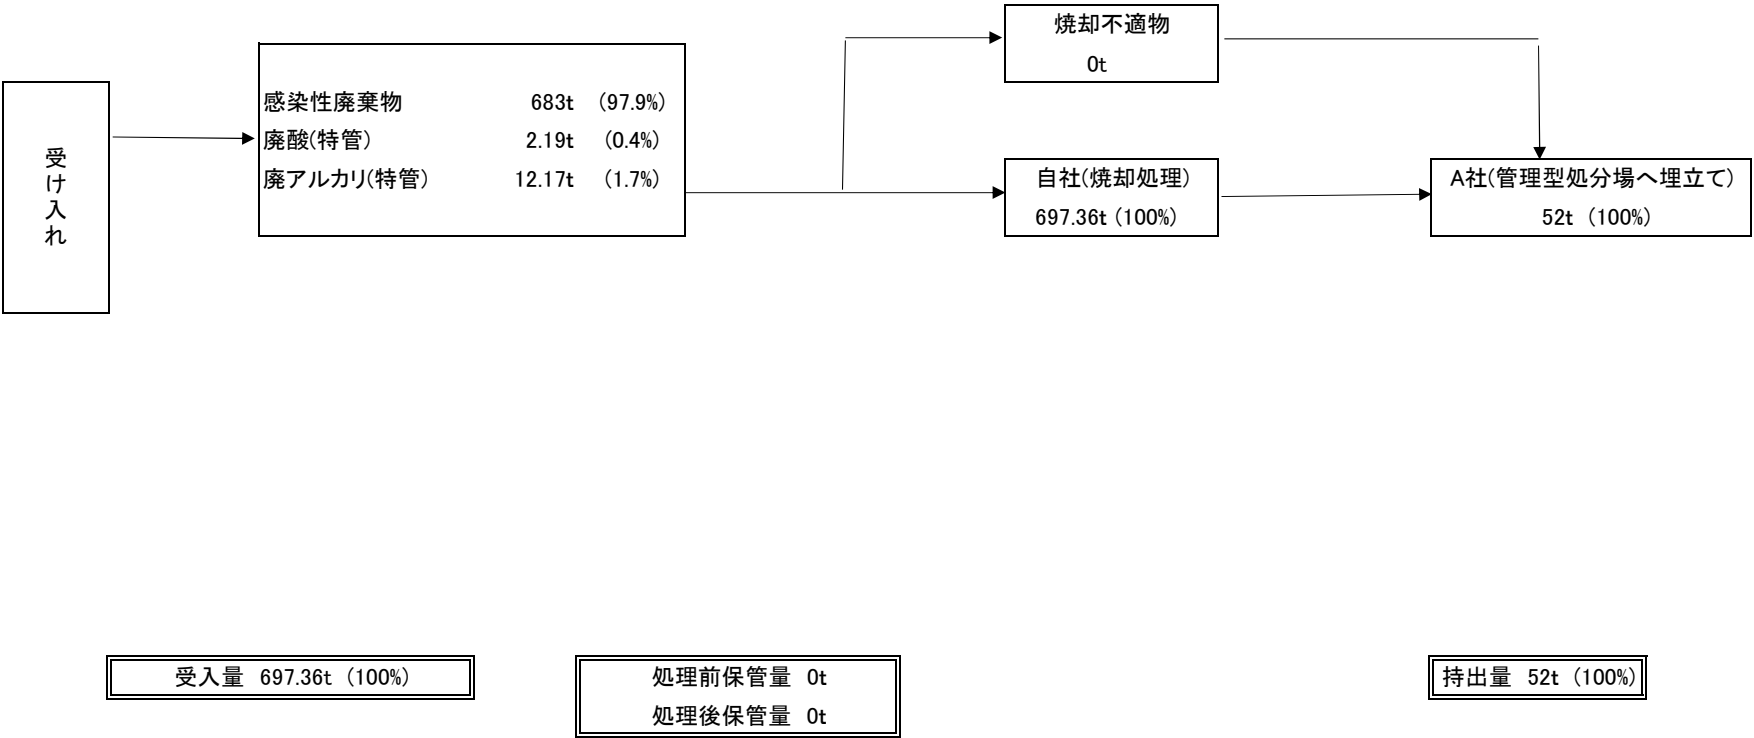 受け入れ
感染性廃棄物 683t (97.9%)
廃酸(特管) 2.19t (0.4%)
廃アルカリ(特管) 12.17t (1.7%)
焼却不適物
0t
自社(焼却処理)
697.36t (100%)
A社(管理型処分場へ埋立て)
52t (100%)
受入量 697.36t (100%)
処理前保管量 0t
処理後保管量 0t
持出量 52t (100%)